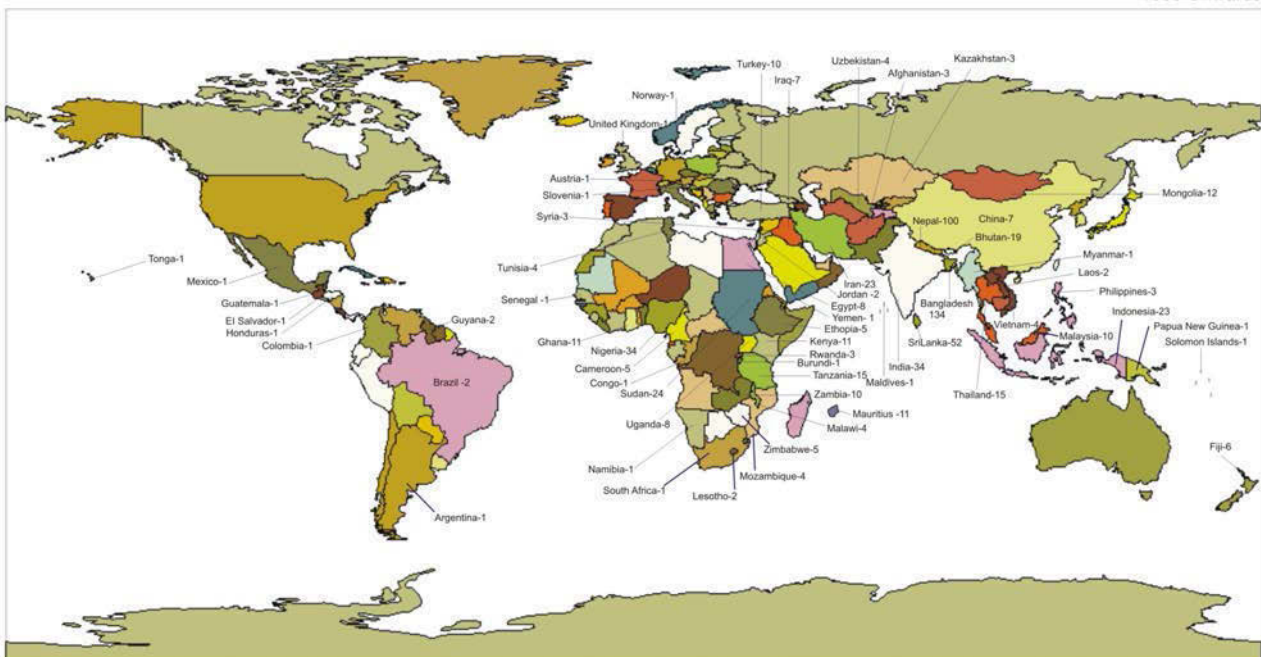 Turkey-10
Uzbekistan-4
Kazakhstan-3
Iraq-7
Afghanistan-3
Norway-1
United Kingdom-1
Austria-1
Slovenia-1
Syria-3
Mongolia-12
Nepal-100
China-7
Bhutan-19
Tonga-1
Mexico-1
Tunisia-4
Myanmar-1
Laos-2
Guatemala-1
El Salvador-1
Honduras-1
Colombia-1
Guyana-2
Senegal -1
Iran-23
Jordan -2
Egypt-8
Yemen- 1
Ethiopia-5
Bangladesh
134
Philippines-3
Indonesia-23
Papua New Guinea-1
Solomon Islands-1
Vietnam-4
Malaysia-10
SriLanka-52
Ghana-11
Nigeria-34
Cameroon-5
Congo-1
Sudan-24
Kenya-11
Rwanda-3
Burundi-1
Tanzania-15
India-34
Maldives-1
Thailand-15
Brazil -2
Zambia-10
Mauritius -11
Malawi-4
Uganda-8
Zimbabwe-5
Namibia-1
Mozambique-4
South Africa-1
Lesotho-2
Fiji-6
Argentina-1